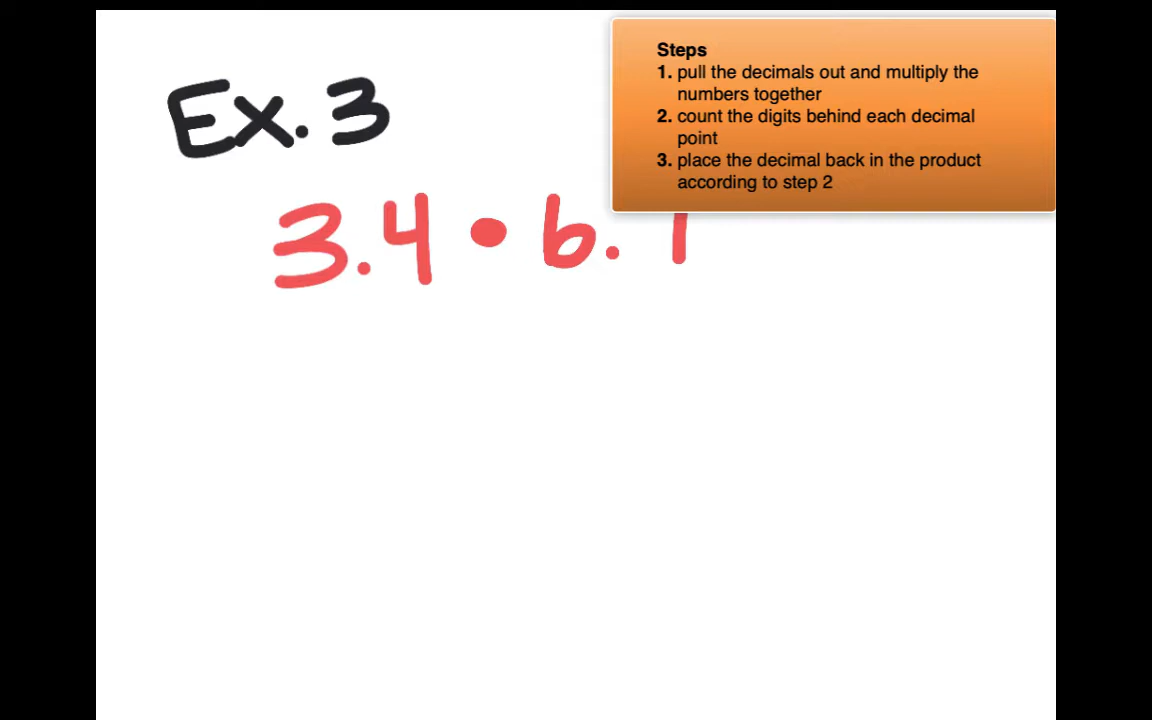 Ex. 3
Steps
1. pull the decimals out and multiply the
numbers together
2. count the digits behind each decimal
point
3. place the decimal back in the product
according to step 2
3.4 • 6.